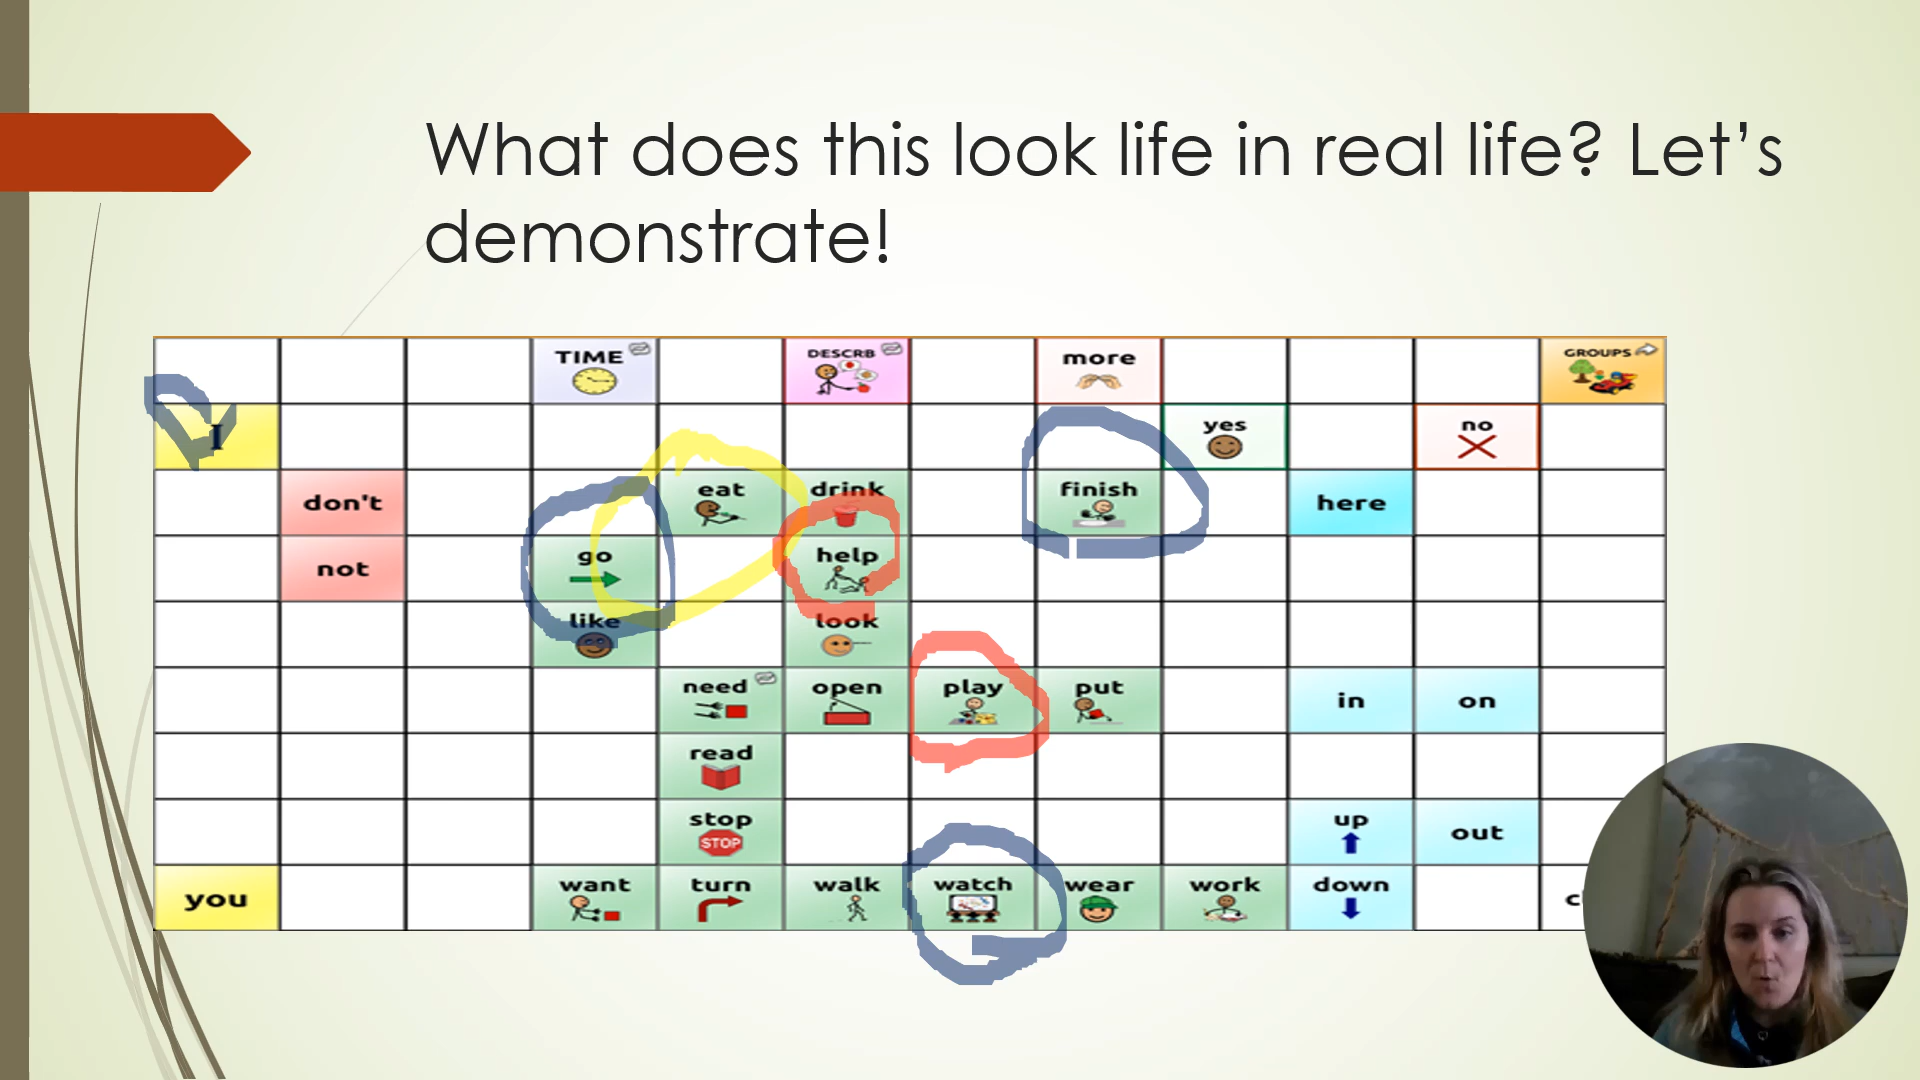 What does this look life in real life? Let’s
demonstrate!
TIME DESCRB more GROUPS
I yes no
don't eat drink finish here
not go help
like look
need open play put in on
read
stop STOP up out
you want turn walk watch wear work down